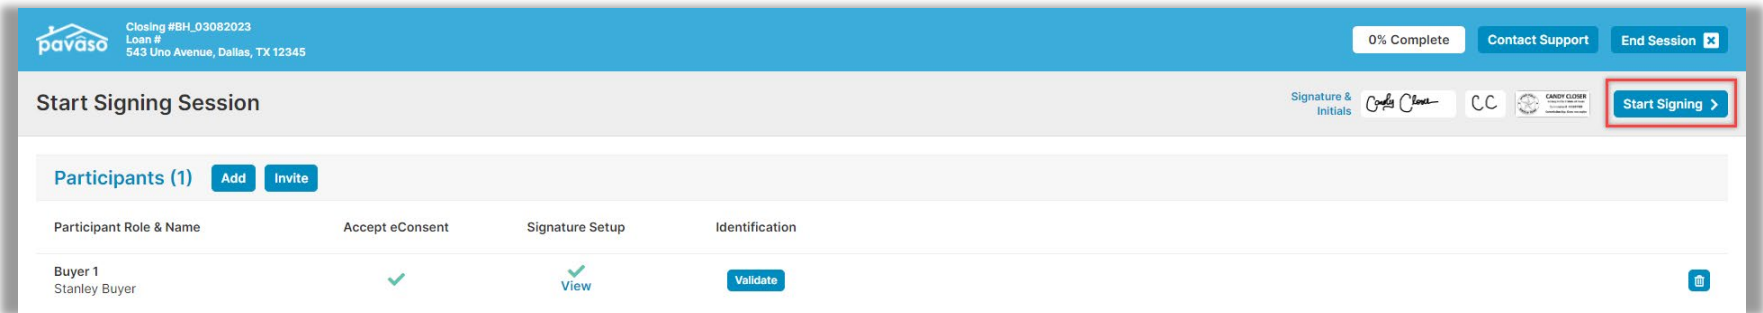 pavaso
Closing #BH_03082023
Loan #
543 Uno Avenue, Dallas, TX 12345
0% Complete
Contact Support
End Session
Start Signing Session
Signature &
Initials
Candy Closer
CC
CANDY CLOSER
Start Signing
Participants (1)
Add
Invite
Participant Role & Name
Accept eConsent
Signature Setup
Identification
Buyer 1
Stanley Buyer
View
Validate